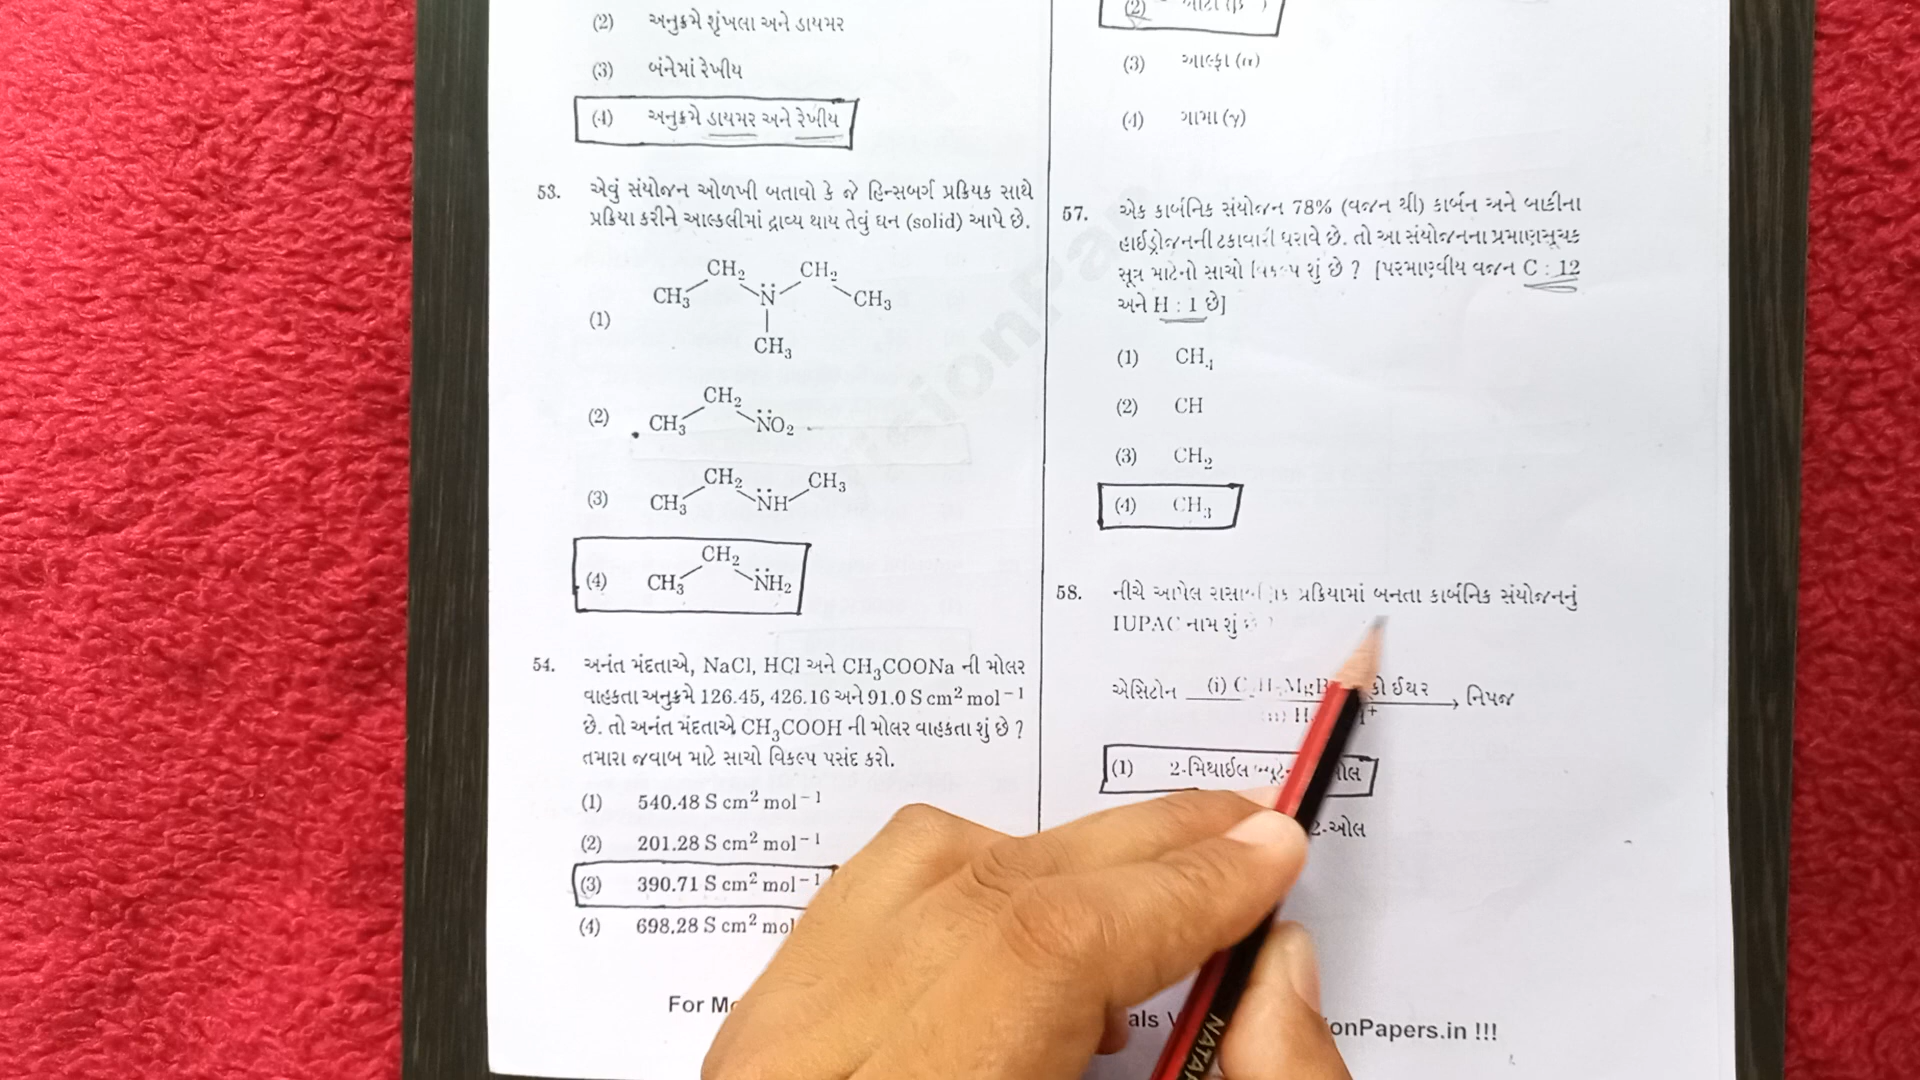 (2) અનુક્રમે શૃંખલા અને ડાયમર
(3) બંનેમાં રેખીય
(4) અનુક્રમે ડાયમર અને રેખીય
53. એવું સંયોજન ઓળખી બતાવો કે જે હિન્સબર્ગ પ્રક્રિયક સાથે
પ્રક્રિયા કરીને આલ્કલીમાં દ્રાવ્ય થાય તેવું ઘન (solid) આપે છે.
CH2 CH2
CH3 N CH3
(1)
CH3
CH2
(2) CH3 NO2
CH2 CH3
(3) CH3 NH
CH2
(4) CH3 NH2
54. અનંત મંદતાએ, NaCl, HCl અને CH3COONa ની મોલર
વાહકતા અનુક્રમે 126.45, 426.16 અને 91.0 S cm² mol⁻¹
છે. તો અનંત મંદતાએ CH3COOH ની મોલર વાહકતા શું છે ?
તમારા જવાબ માટે સાચો વિકલ્પ પસંદ કરો.
(1) 540.48 S cm² mol⁻¹
(2) 201.28 S cm² mol⁻¹
(3) 390.71 S cm² mol⁻¹
(4) 698.28 S cm² mol
For
(2)
(3) આલ્ફા (α)
(4) ગામા (γ)
57. એક કાર્બનિક સંયોજન 78% (વજન થી) કાર્બન અને બાકીના
હાઈડ્રોજનની ટકાવારી ધરાવે છે. તો આ સંયોજનના પ્રમાણસૂચક
સૂત્ર માટેનો સાચો વિકલ્પ શું છે ? [પરમાણ્વીય વજન C : 12
અને H : 1 છે]
(1) CH4
(2) CH
(3) CH2
(4) CH3
58. નીચે આપેલ પ્રક્રિયામાં બનતા કાર્બનિક સંયોજનનું
IUPAC નામ શું
એસિટોન (i) ઈથર નિપજ
(1) 2-મિથાઈલ
2-ઓલ
onPapers.in !!!
NATAR